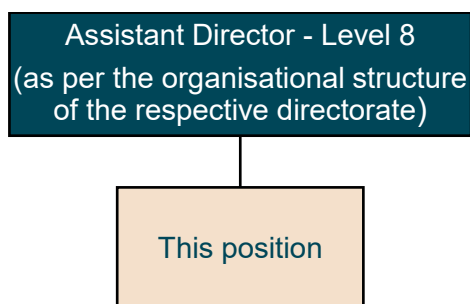 Assistant Director - Level 8
(as per the organisational structure
of the respective directorate)
This position